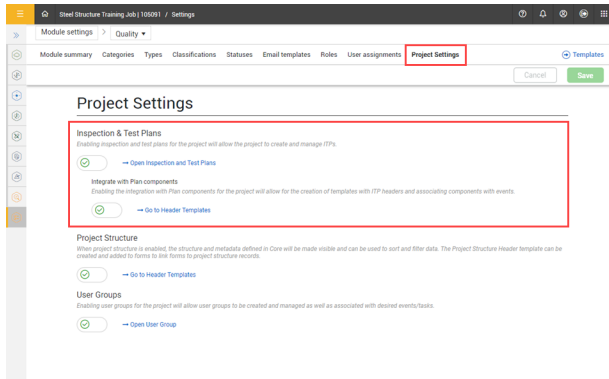 Steel Structure Training Job | 105091 / Settings
Module settings > Quality
Module summary Categories Types Classifications Statuses Email templates Roles User assignments Project Settings Templates
Cancel Save
Project Settings
Inspection & Test Plans
Enabling inspection and test plans for the project will allow the project to create and manage ITPs.
Open Inspection and Test Plans
Integrate with Plan components
Enabling the integration with Plan components for the project will allow for the creation of templates with ITP headers and associating components with events.
Go to Header Templates
Project Structure
When project structure is enabled, the structure and metadata defined in Core will be made visible and can be used to sort and filter data. The Project Structure Header template can be
created and added to forms to link forms to project structure records.
Go to Header Templates
User Groups
Enabling user groups for the project will allow user groups to be created and managed as well as associated with desired events/tasks.
Open User Group